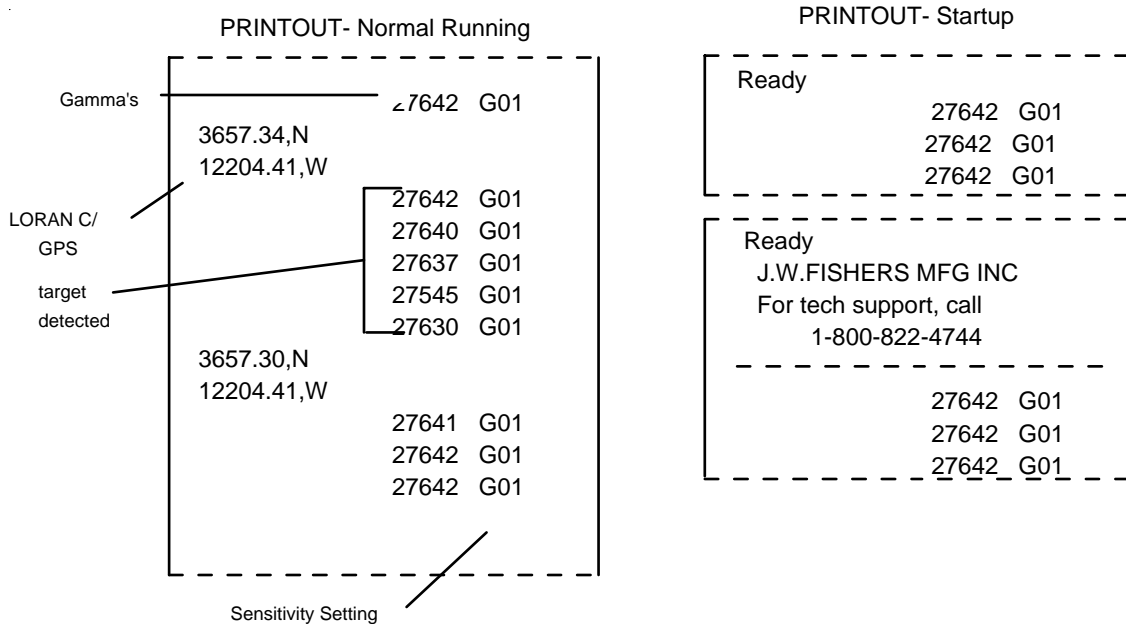 PRINTOUT- Normal Running
Gamma's
27642 G01
3657.34,N
12204.41,W
27642 G01
27640 G01
27637 G01
27545 G01
27630 G01
LORAN C/
GPS
target
detected
3657.30,N
12204.41,W
27641 G01
27642 G01
27642 G01
Sensitivity Setting
PRINTOUT- Startup
Ready
27642 G01
27642 G01
27642 G01
Ready
J.W.FISHERS MFG INC
For tech support, call
1-800-822-4744
27642 G01
27642 G01
27642 G01